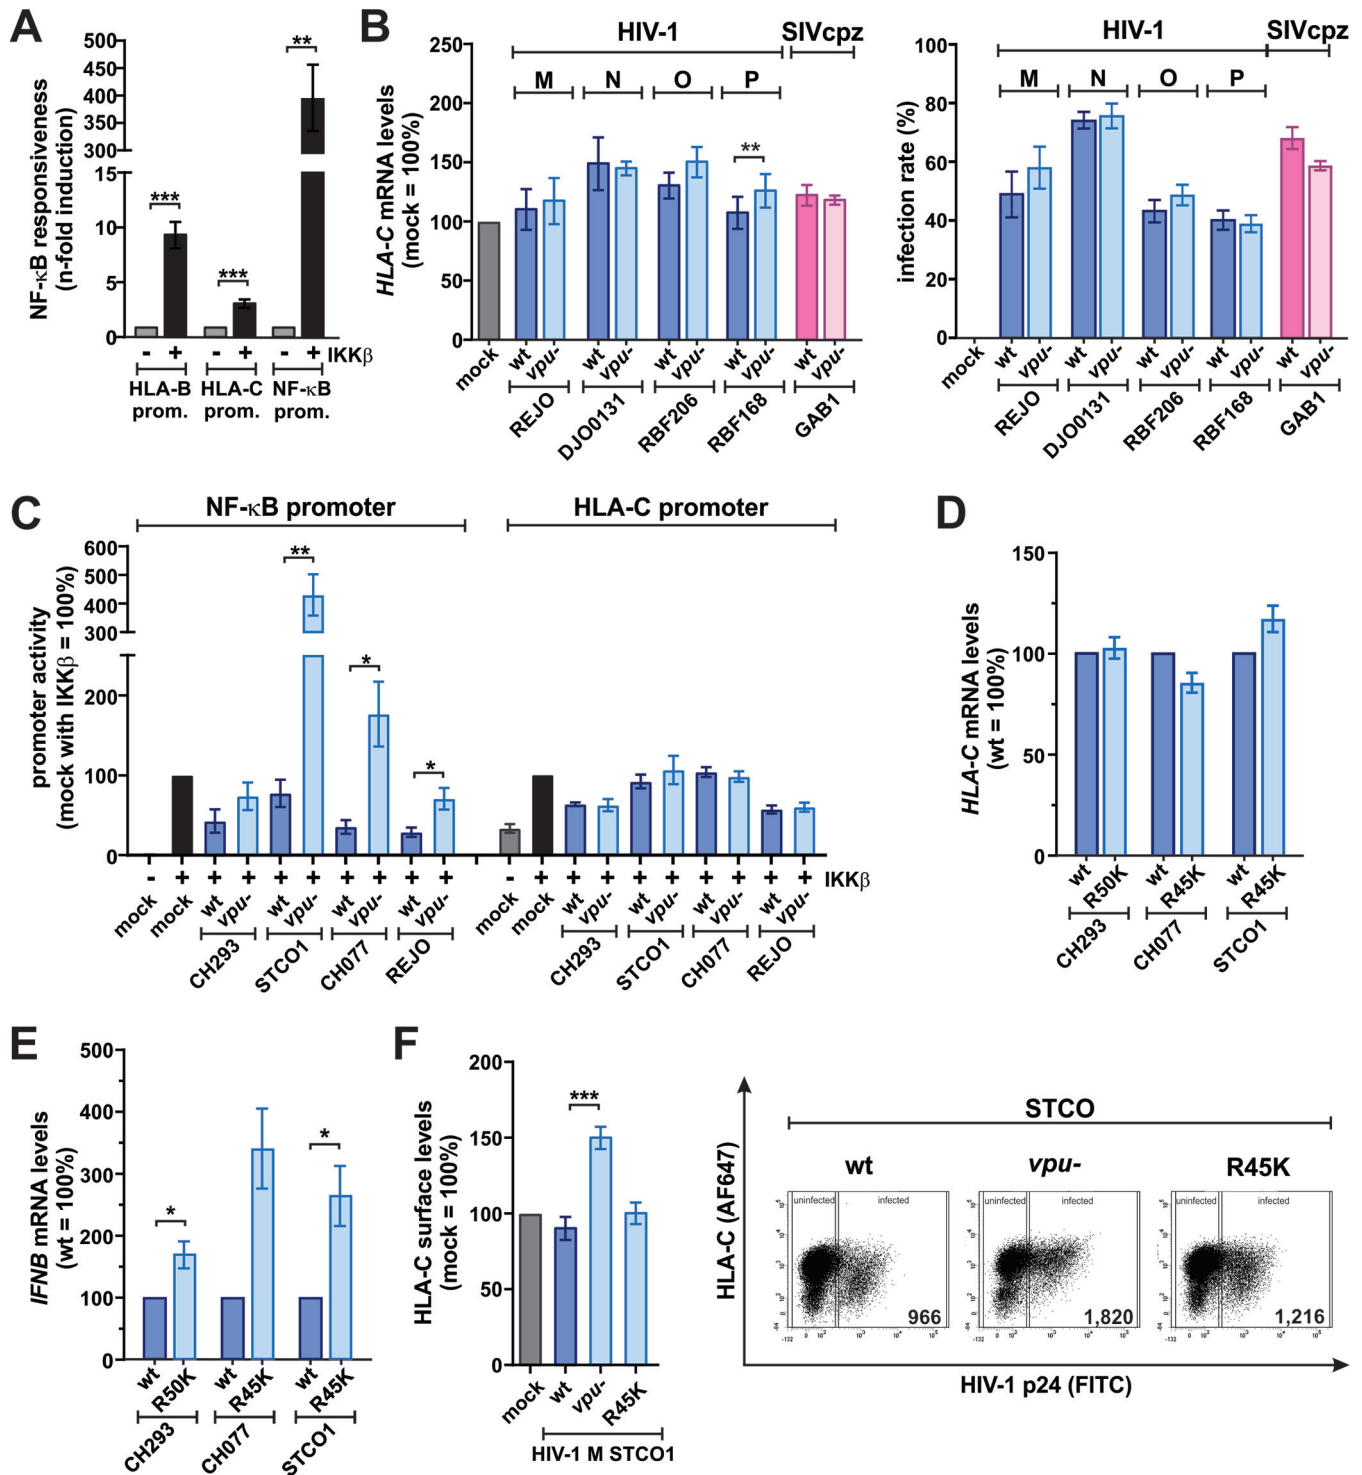 A
NF-κB responsiveness
(n-fold induction)
500
450
400
350
300
15
10
5
0
***
***
**
- + - + - + IKKβ
HLA-B prom.
HLA-C prom.
NF-κB prom.
B
HLA-C mRNA levels
(mock = 100%)
250
200
150
100
50
0
HIV-1 SIVcpz
M N O P
**
mock wt vpu- wt vpu- wt vpu- wt vpu- wt vpu-
REJO DJO0131 RBF206 RBF168 GAB1
infection rate (%)
100
80
60
40
20
0
HIV-1 SIVcpz
M N O P
mock wt vpu- wt vpu- wt vpu- wt vpu- wt vpu-
REJO DJO0131 RBF206 RBF168 GAB1
C
NF-κB promoter HLA-C promoter
promoter activity
(mock with IKKβ = 100%)
600
500
400
300
200
100
0
**
*
*
- + + + + + + + + + - + + + + + + + + + IKKβ
mock mock wt vpu- wt vpu- wt vpu- wt vpu- mock mock wt vpu- wt vpu- wt vpu- wt vpu-
CH293 STCO1 CH077 REJO CH293 STCO1 CH077 REJO
D
HLA-C mRNA levels
(wt = 100%)
150
100
50
0
wt R50K wt R45K wt R45K
CH293 CH077 STCO1
E
IFNB mRNA levels
(wt = 100%)
500
400
300
200
100
0
*
*
wt R50K wt R45K wt R45K
CH293 CH077 STCO1
F
HLA-C surface levels
(mock = 100%)
200
150
100
50
0
***
mock wt vpu- R45K
HIV-1 M STCO1
STCO
wt vpu- R45K
HLA-C (AF647)
uninfected infected uninfected infected uninfected infected
966 1,820 1,216
HIV-1 p24 (FITC)